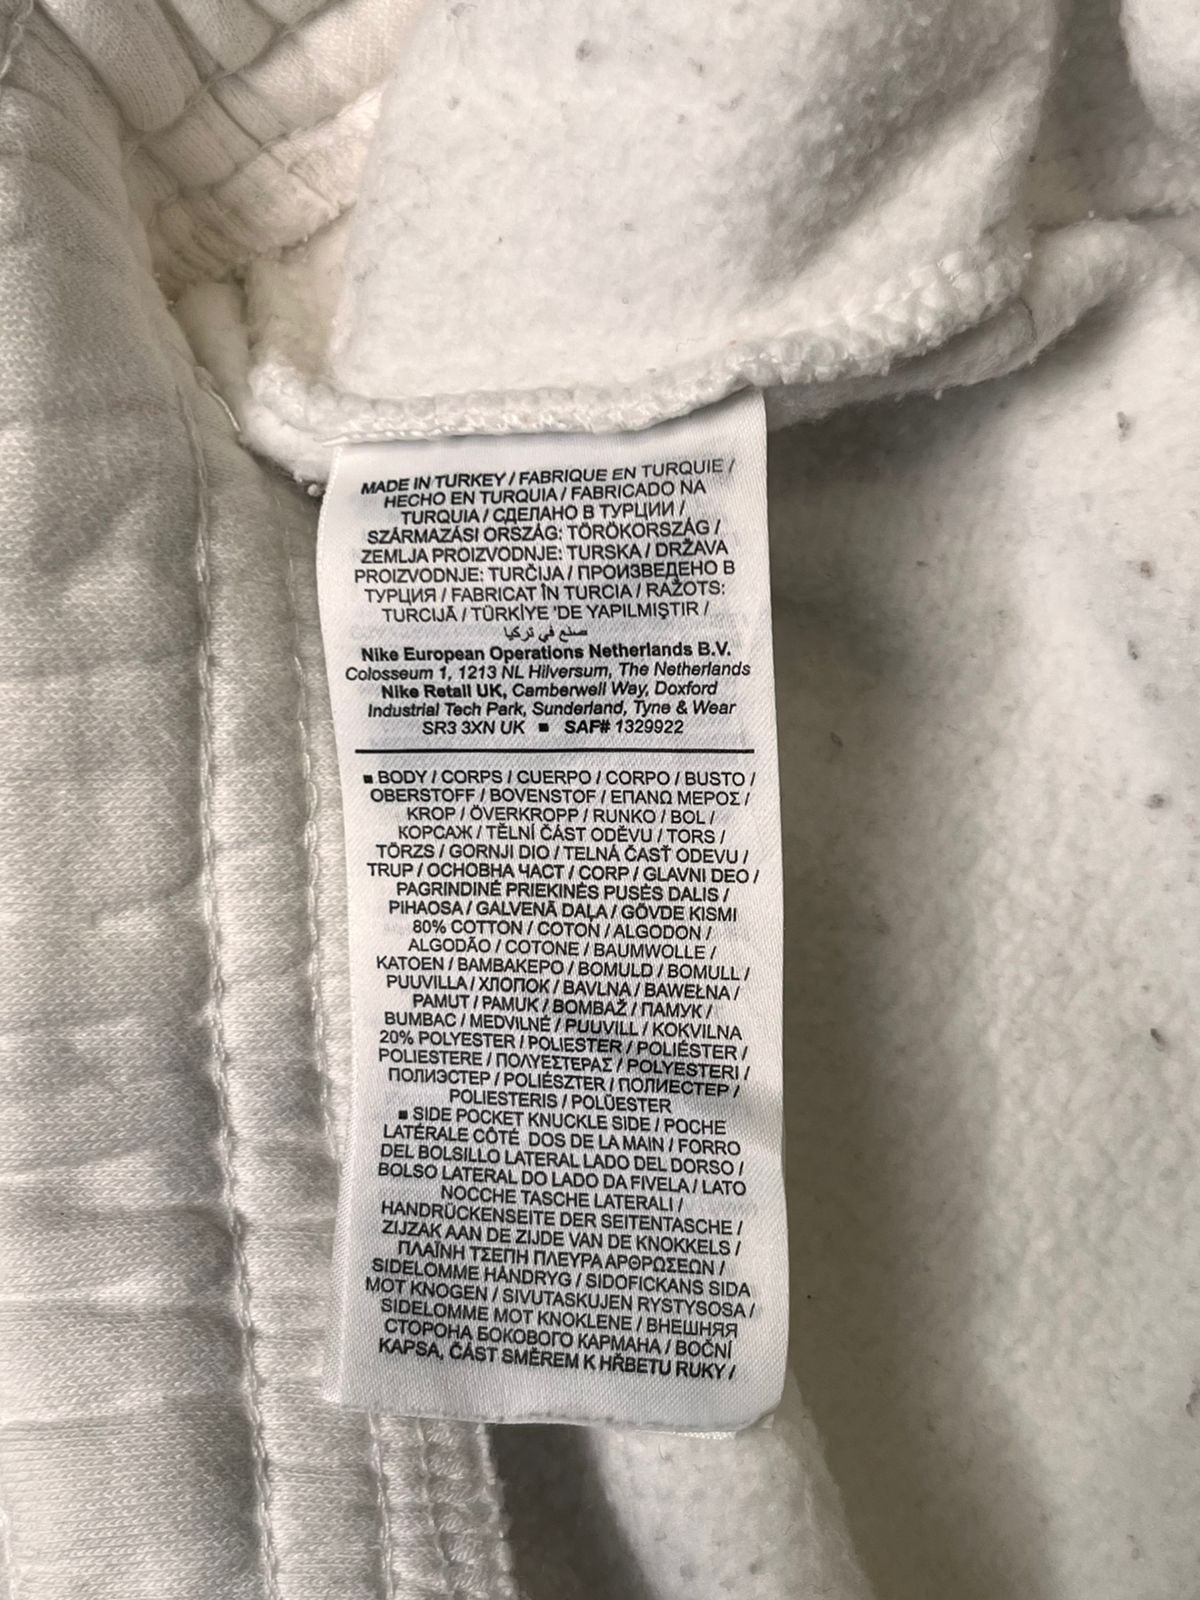 MADE IN TURKEY / FABRIQUE EN TURQUIE /
HECHO EN TURQUIA / FABRICADO NA
TURQUIA / СДЕЛАНО В ТУРЦИИ /
SZÁRMAZÁSI ORSZÁG: TÖRÖKORSZÁG /
ZEMLJA PROIZVODNJE: TURSKA / DRŽAVA
PROIZVODNJE: TURČIJA / ПРОИЗВЕДЕНО В
ТУРЦИЯ / FABRICAT ÎN TURCIA / RAŽOTS:
TURCIJĀ / TÜRKİYE 'DE YAPILMIŞTIR /
صنع في تركيا
Nike European Operations Netherlands B.V.
Colosseum 1, 1213 NL Hilversum, The Netherlands
Nike Retail UK, Camberwell Way, Doxford
Industrial Tech Park, Sunderland, Tyne & Wear
SR3 3XN UK ■ SAF# 1329922
■ BODY / CORPS / CUERPO / CORPO / BUSTO /
OBERSTOFF / BOVENSTOF / ΕΠΑΝΩ ΜΕΡΟΣ /
KROP / ÖVERKROPP / RUNKO / BOL /
КОРСАЖ / TĚLNÍ ČÁST ODĚVU / TORS /
TÖRZS / GORNJI DIO / TELNÁ ČASŤ ODEVU /
TRUP / ОСНОВНА ЧАСТ / CORP / GLAVNI DEO /
PAGRINDINĖ PRIEKINĖS PUSĖS DALIS /
PIHAOSA / GALVENĀ DAĻA / GÖVDE KISMI
80% COTTON / COTON / ALGODON /
ALGODÃO / COTONE / BAUMWOLLE /
KATOEN / ΒΑΜΒΑΚΕΡΟ / BOMULD / BOMULL /
PUUVILLA / ХЛОПОК / BAVLNA / BAWEŁNA /
PAMUT / PAMUK / BOMBAŽ / ПАМУК /
BUMBAC / MEDVILNĖ / PUUVILL / KOKVILNA
20% POLYESTER / POLIESTER / POLIÉSTER /
POLIESTERE / ΠΟΛΥΕΣΤΕΡΑΣ / POLYESTERI /
ПОЛИЭСТЕР / POLIÉSZTER / ПОЛИЕСТЕР /
POLIESTERIS / POLÜESTER
■ SIDE POCKET KNUCKLE SIDE / POCHE
LATÉRALE CÔTÉ DOS DE LA MAIN / FORRO
DEL BOLSILLO LATERAL LADO DEL DORSO /
BOLSO LATERAL DO LADO DA FIVELA / LATO
NOCCHE TASCHE LATERALI /
HANDRÜCKENSEITE DER SEITENTASCHE /
ZIJZAK AAN DE ZIJDE VAN DE KNOKKELS /
ΠΛΑΪΝΗ ΤΣΕΠΗ ΠΛΕΥΡΑ ΑΡΘΡΩΣΕΩΝ /
SIDELOMME HÅNDRYG / SIDOFICKANS SIDA
MOT KNOGEN / SIVUTASKUJEN RYSTYSOSA /
SIDELOMME MOT KNOKLENE / ВНЕШНЯЯ
СТОРОНА БОКОВОГО КАРМАНА / BOČNÍ
KAPSA, ČÁST SMĚREM K HŘBETU RUKY /